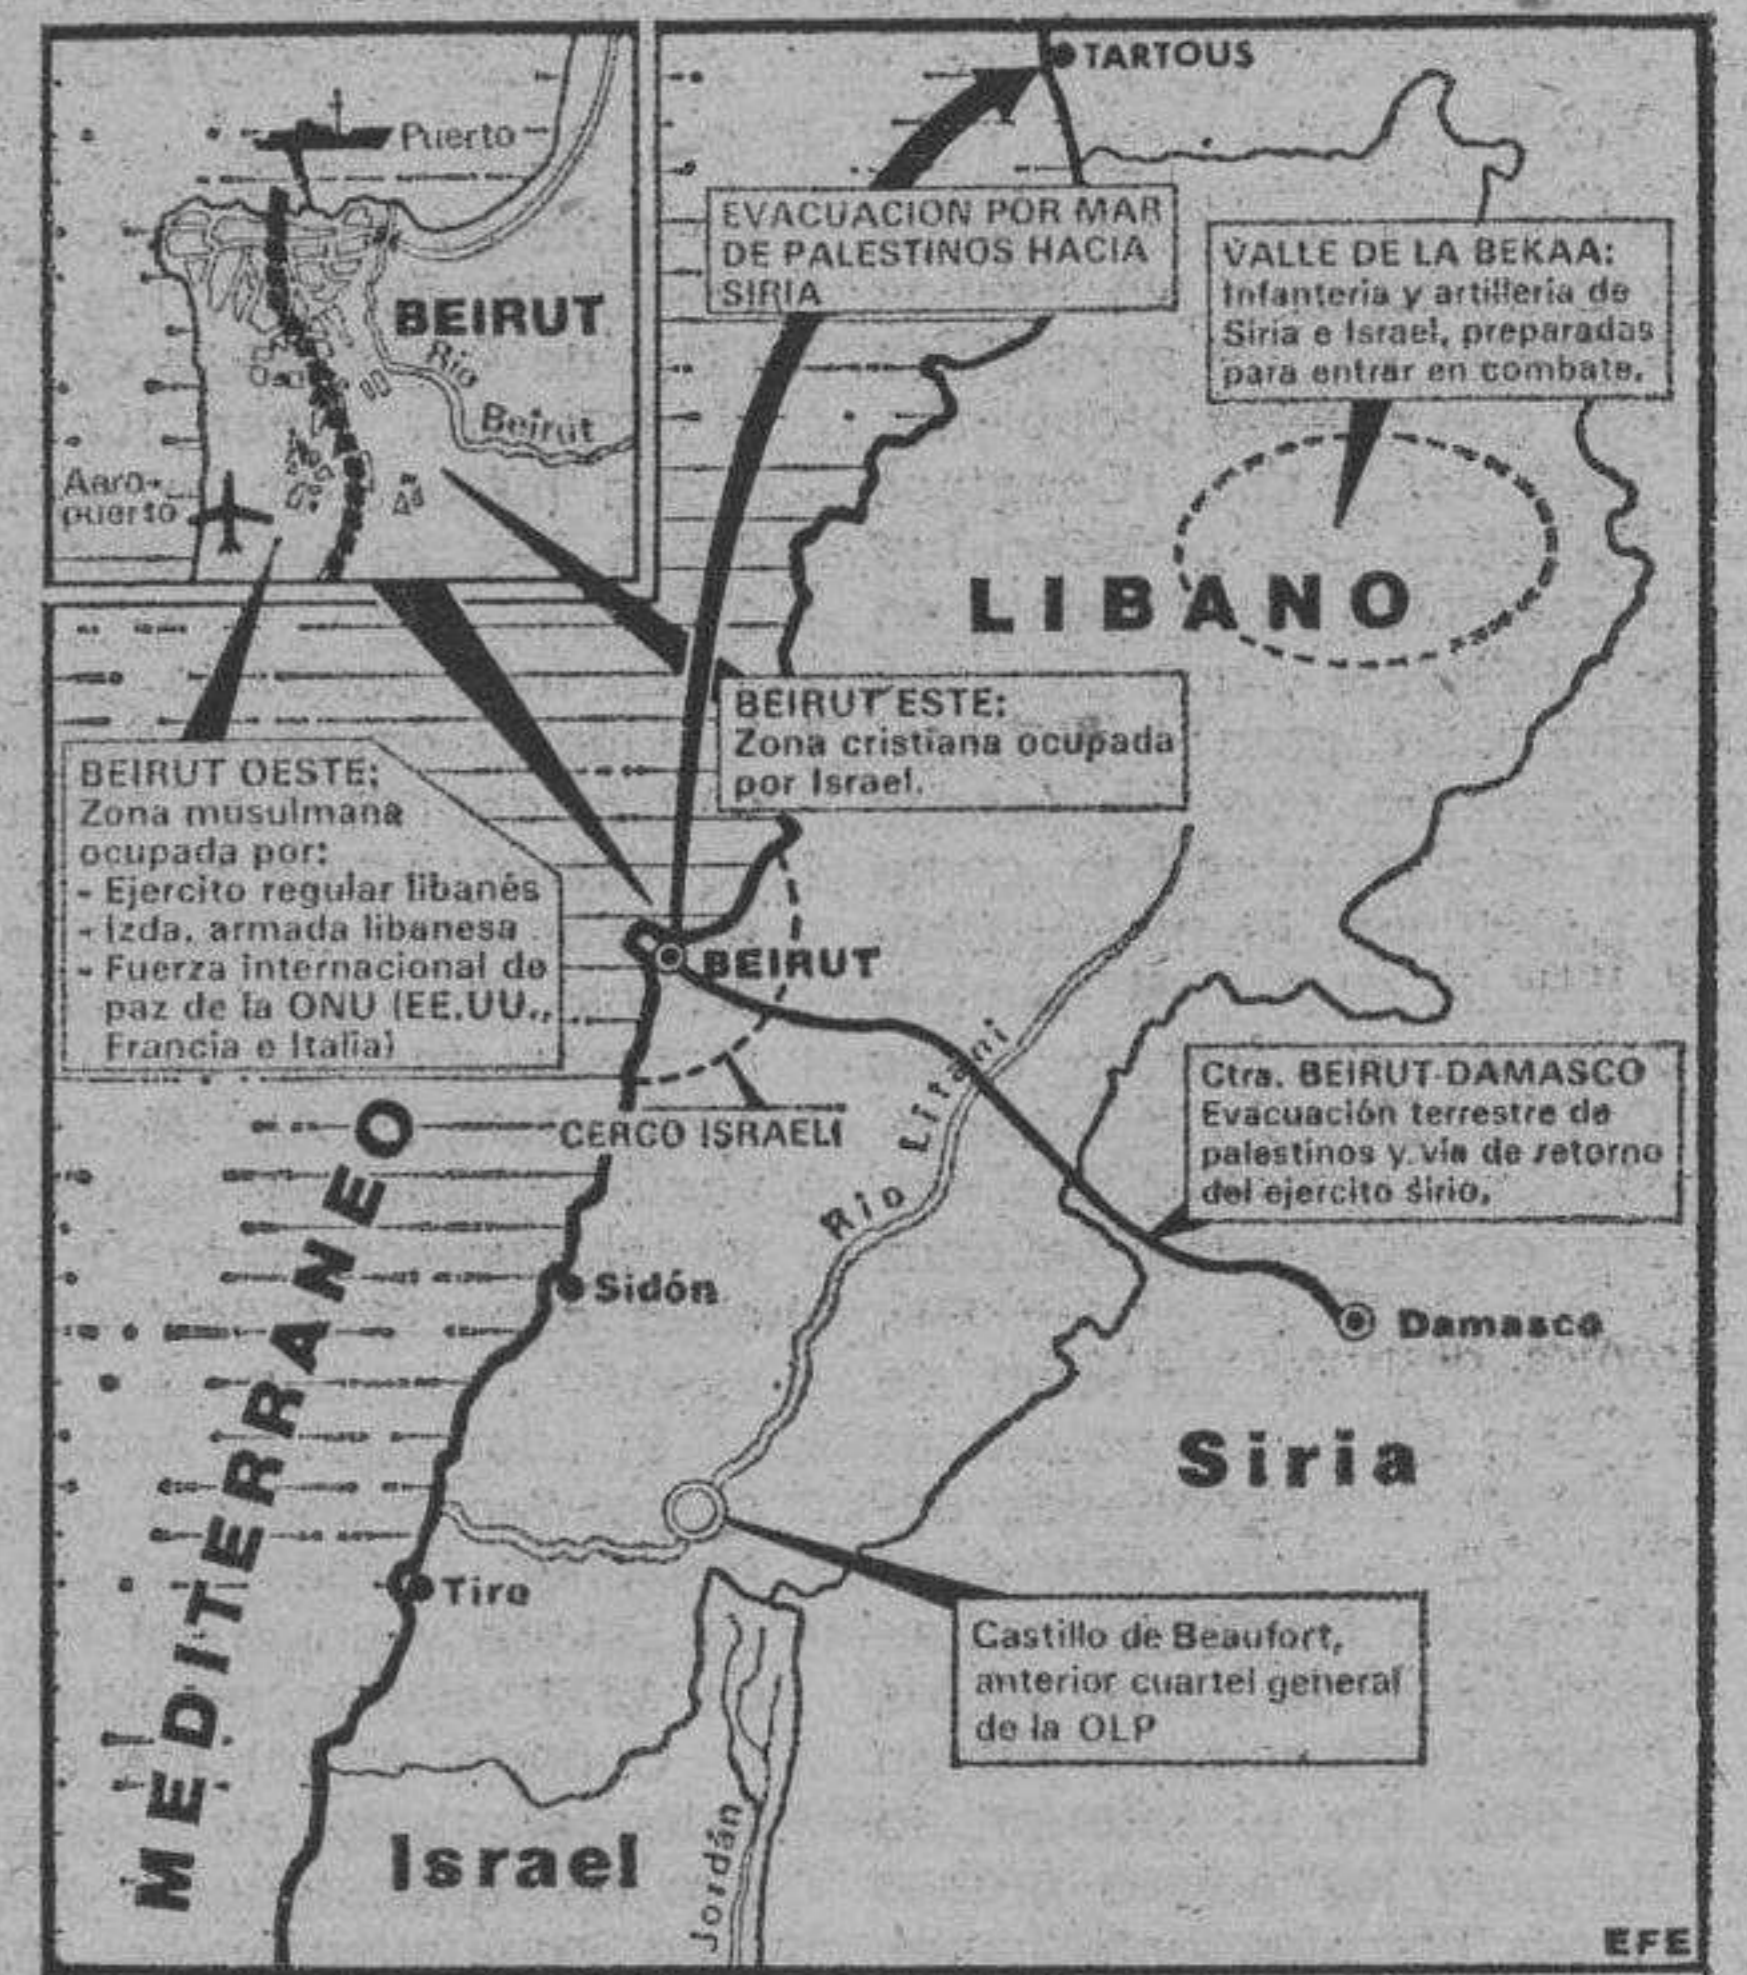 TARTOUS
Puerto
EVACUACION POR MAR
DE PALESTINOS HACIA
SIRIA
VALLE DE LA BEKAA:
Infanteria y artilleria de
Siria e Israel, preparadas
para entrar en combate.
BEIRUT
Río
Beirut
Aero-
puerto
LIBANO
BEIRUT ESTE:
Zona cristiana ocupada
por Israel.
BEIRUT OESTE:
Zona musulmana
ocupada por:
- Ejercito regular libanés
- Izda. armada libanesa
- Fuerza internacional de
paz de la ONU (EE.UU.,
Francia e Italia)
BEIRUT
CERCO ISRAELI
Río Litani
Ctra. BEIRUT-DAMASCO
Evacuación terrestre de
palestinos y vía de retorno
del ejercito sirio.
MEDITERRANEO
Sidón
Damasco
Siria
Tiro
Castillo de Beaufort,
anterior cuartel general
de la OLP
Israel
Jordán
EFE